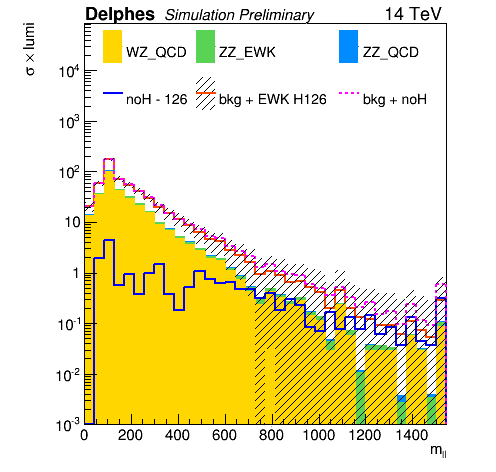 Delphes Simulation Preliminary 14 TeV
σ × lumi
WZ_QCD ZZ_EWK ZZ_QCD
noH - 126 bkg + EWK H126 bkg + noH
10⁴
10³
10²
10
1
10⁻¹
10⁻²
10⁻³
0 200 400 600 800 1000 1200 1400
m_ll